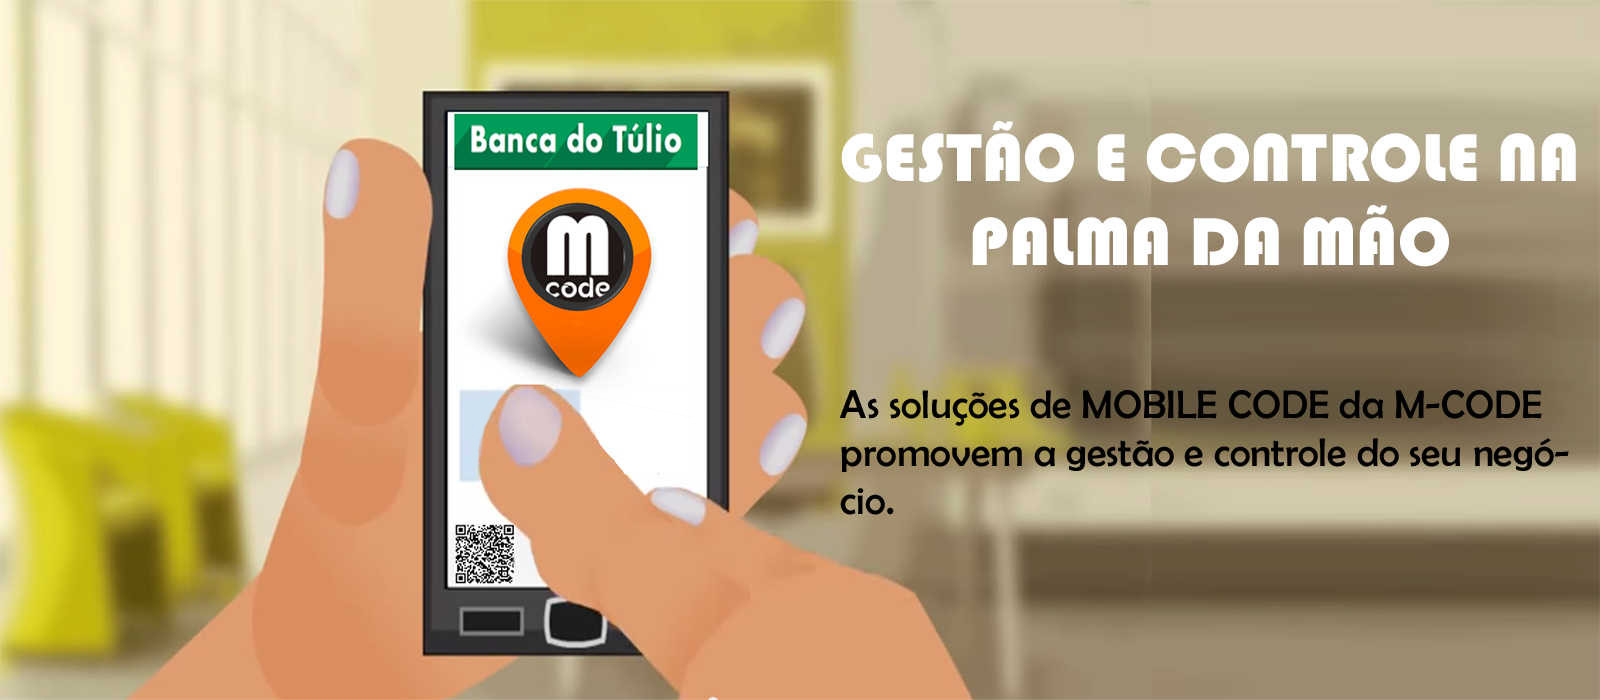 Banca do Túlio
m
code
GESTÃO E CONTROLE NA
PALMA DA MÃO
As soluções de MOBILE CODE da M-CODE
promovem a gestão e controle do seu negó-
cio.